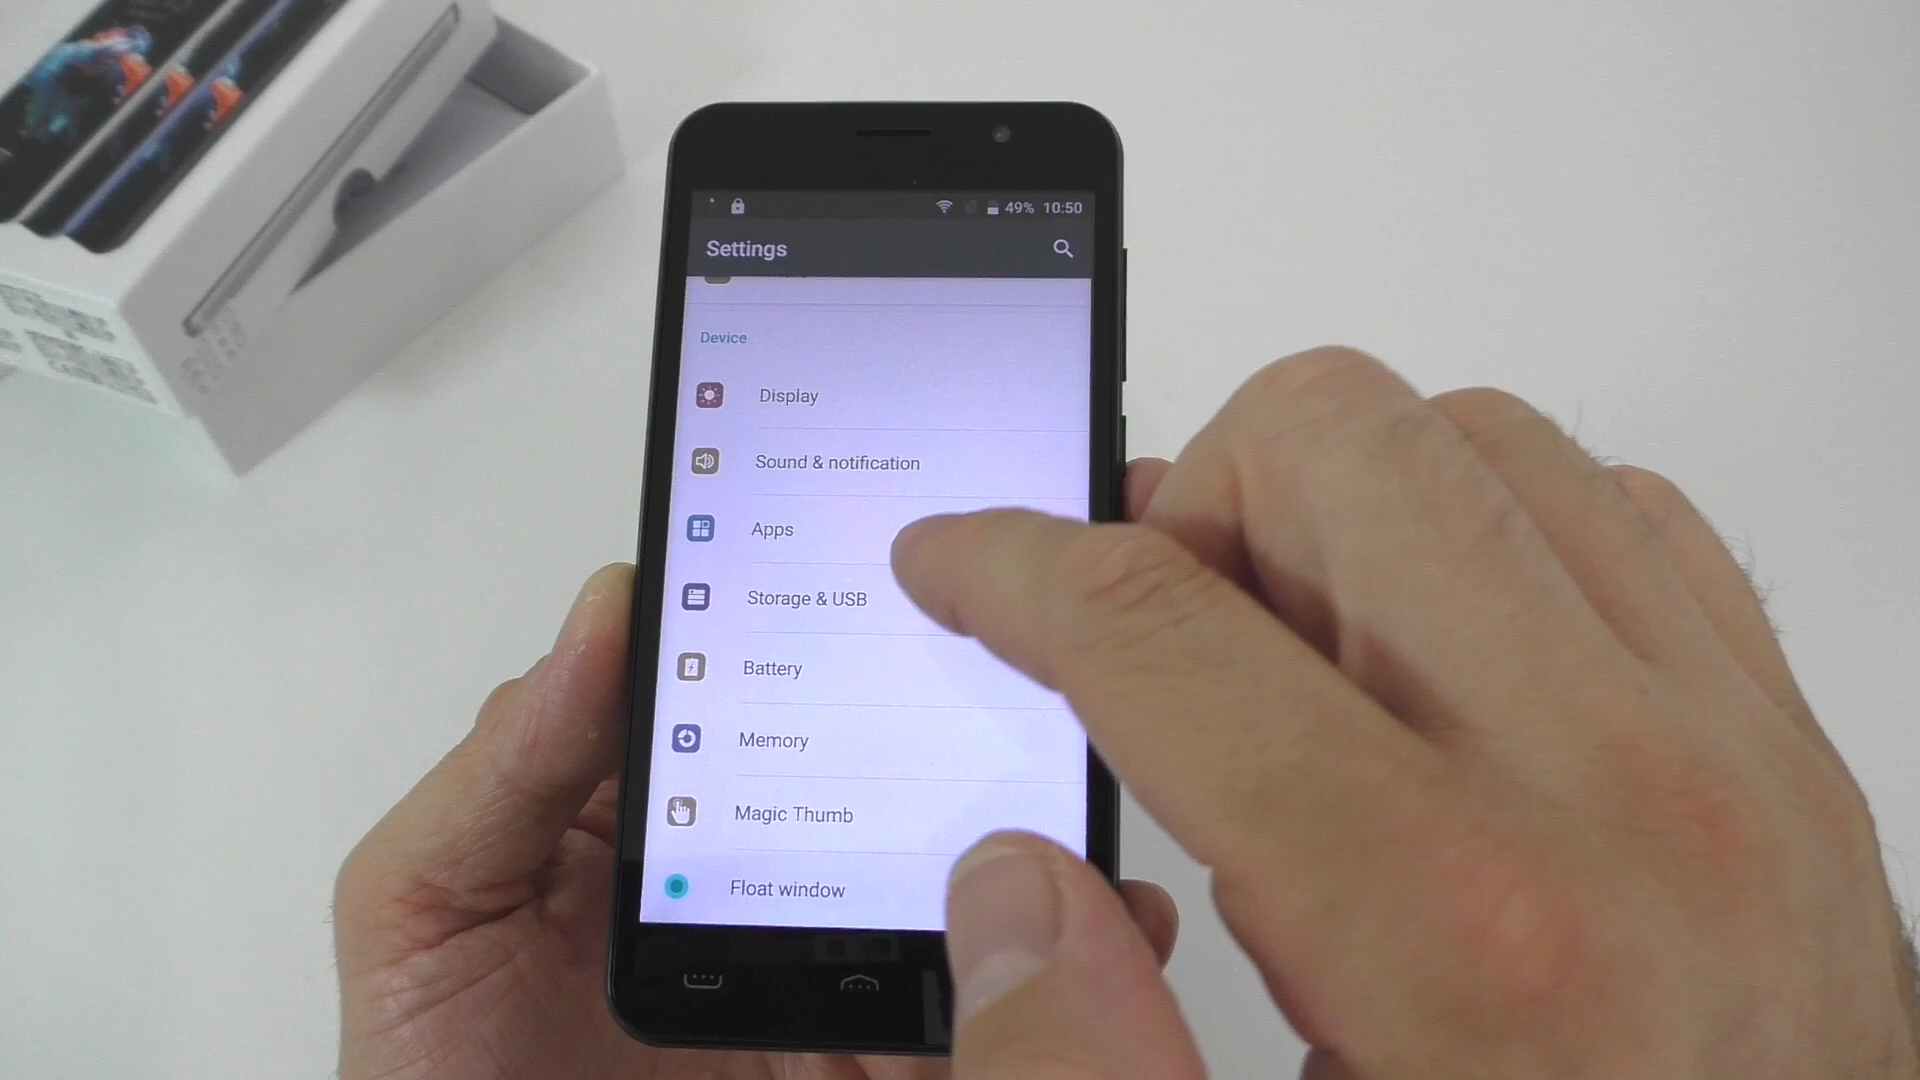 49% 10:50
Settings
Device
Display
Sound & notification
Apps
Storage & USB
Battery
Memory
Magic Thumb
Float window